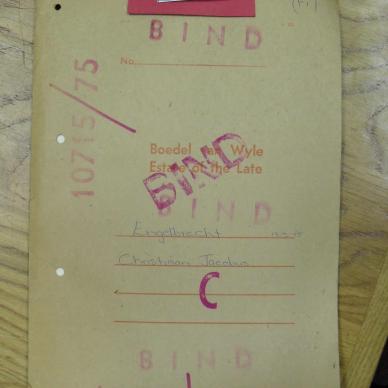 BIND
No.
10715/75
Boedel van Wyle
Estate of the Late
BIND
BIND
Engelbrecht
Christiaan Jacobus
C
BIND